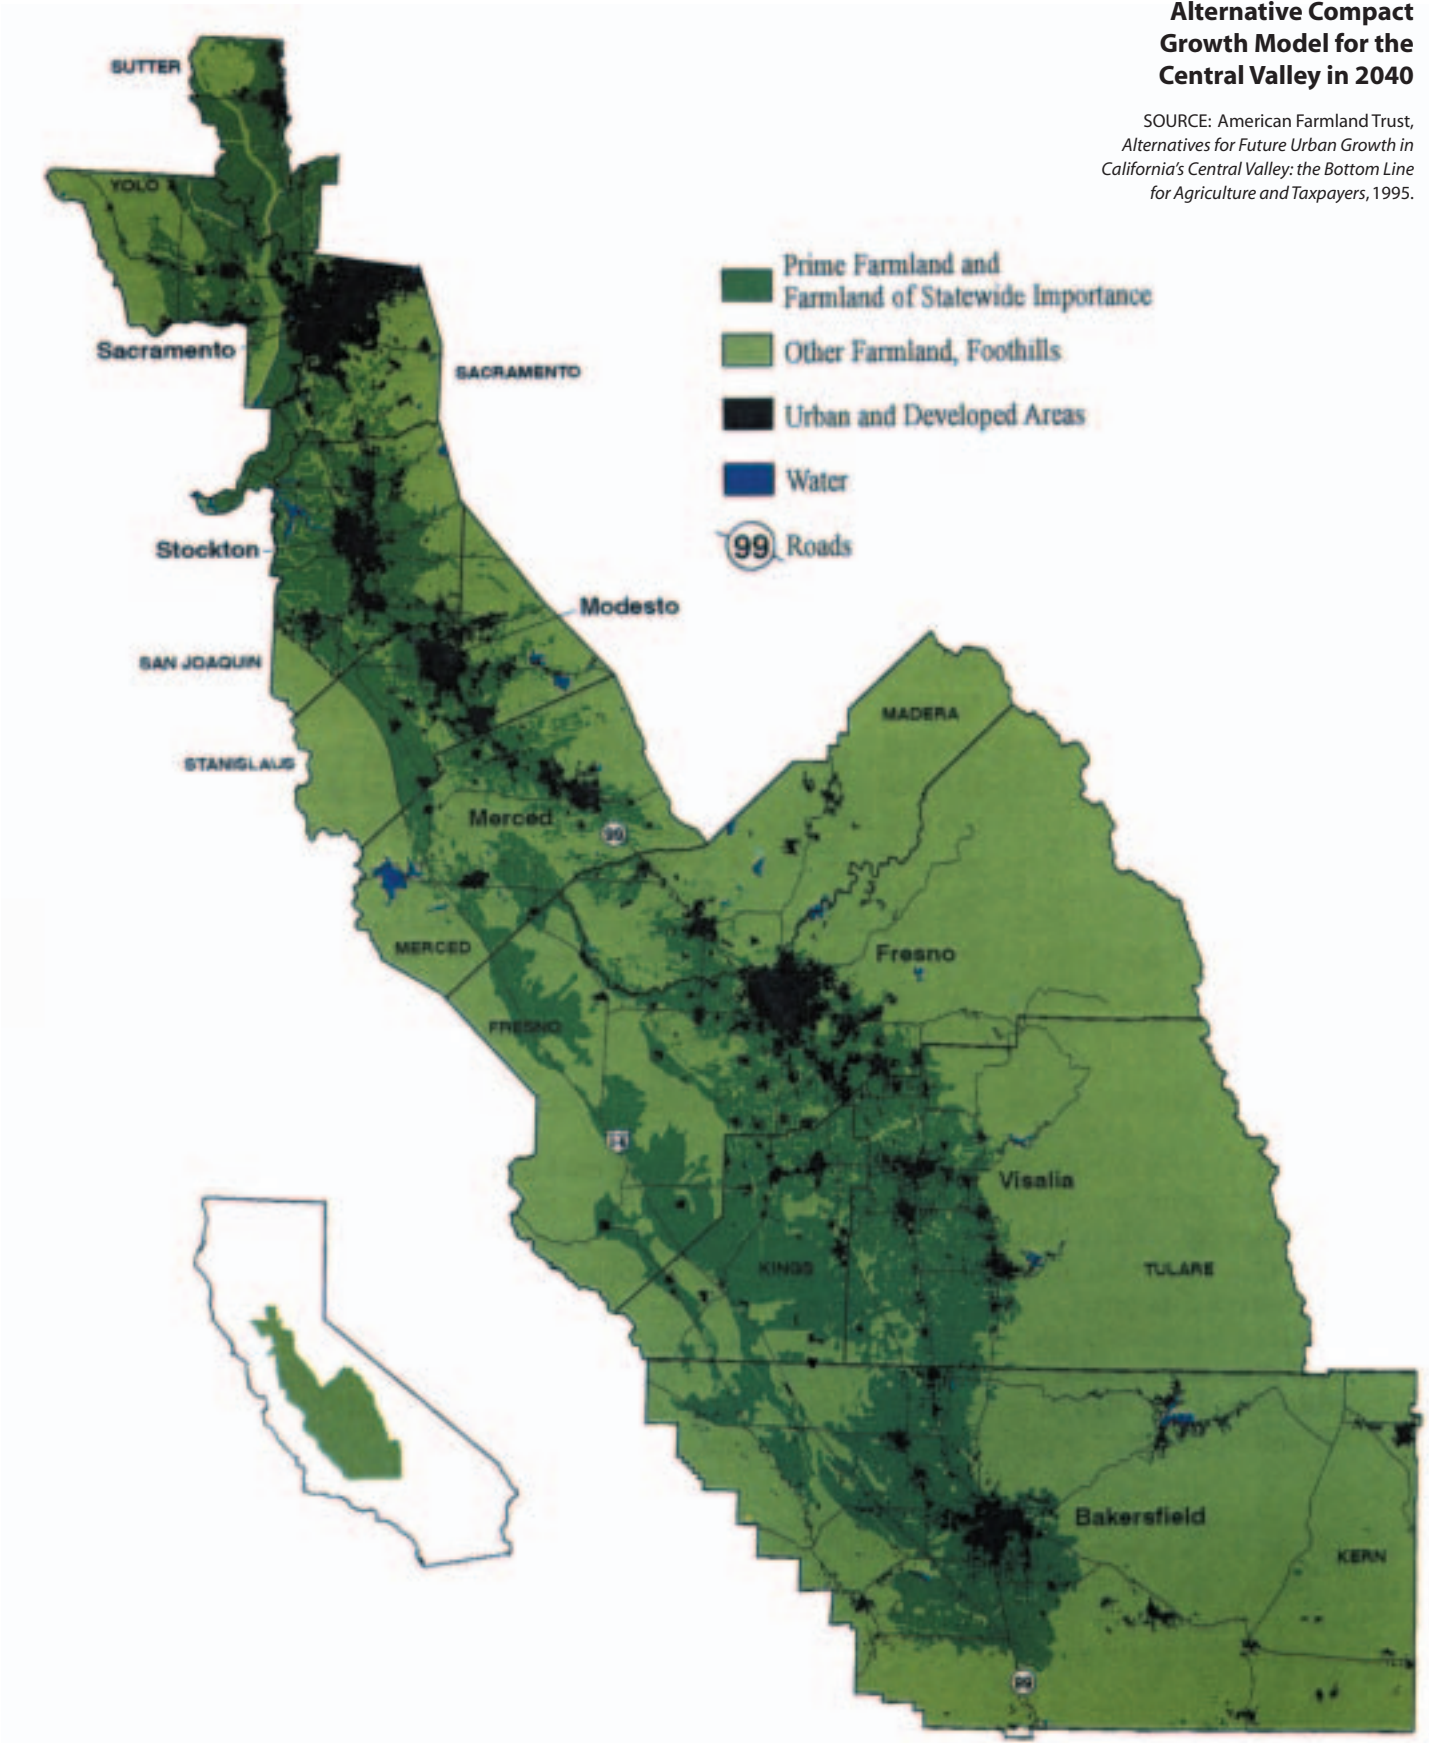 Alternative Compact
Growth Model for the
Central Valley in 2040
SOURCE: American Farmland Trust,
Alternatives for Future Urban Growth in
California's Central Valley: the Bottom Line
for Agriculture and Taxpayers, 1995.
Prime Farmland and
Farmland of Statewide Importance
Other Farmland, Foothills
Urban and Developed Areas
Water
99 Roads
SUTTER
YOLO
Sacramento
SACRAMENTO
Stockton
Modesto
SAN JOAQUIN
MADERA
STANISLAUS
Merced
99
MERCED
Fresno
FRESNO
Visalia
KINGS
TULARE
Bakersfield
KERN
99